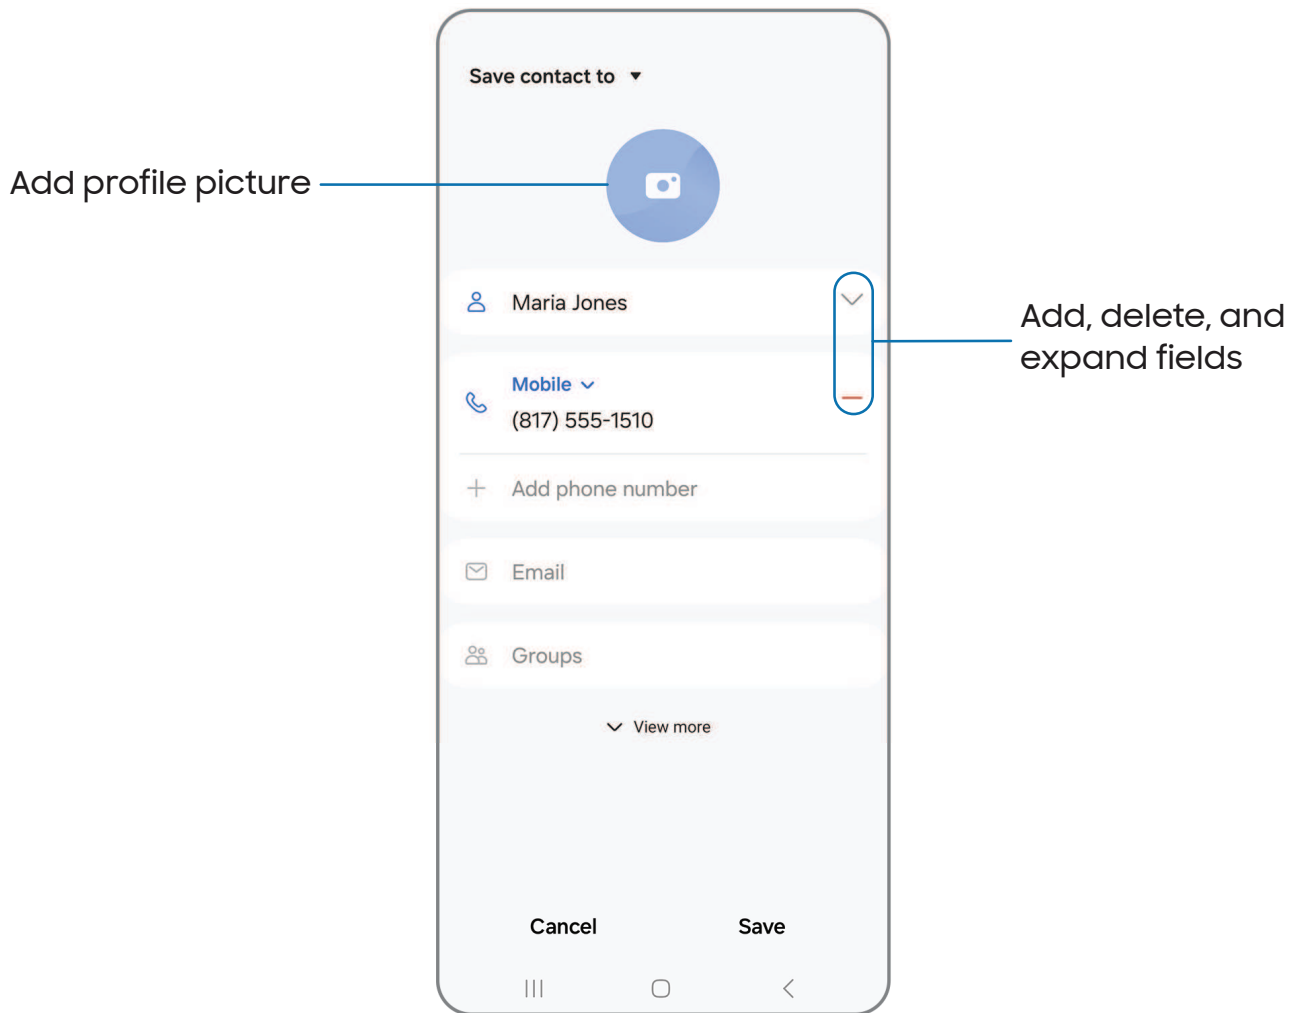 Save contact to
Add profile picture
Maria Jones
Add, delete, and
expand fields
Mobile
(817) 555-1510
Add phone number
Email
Groups
View more
Cancel
Save